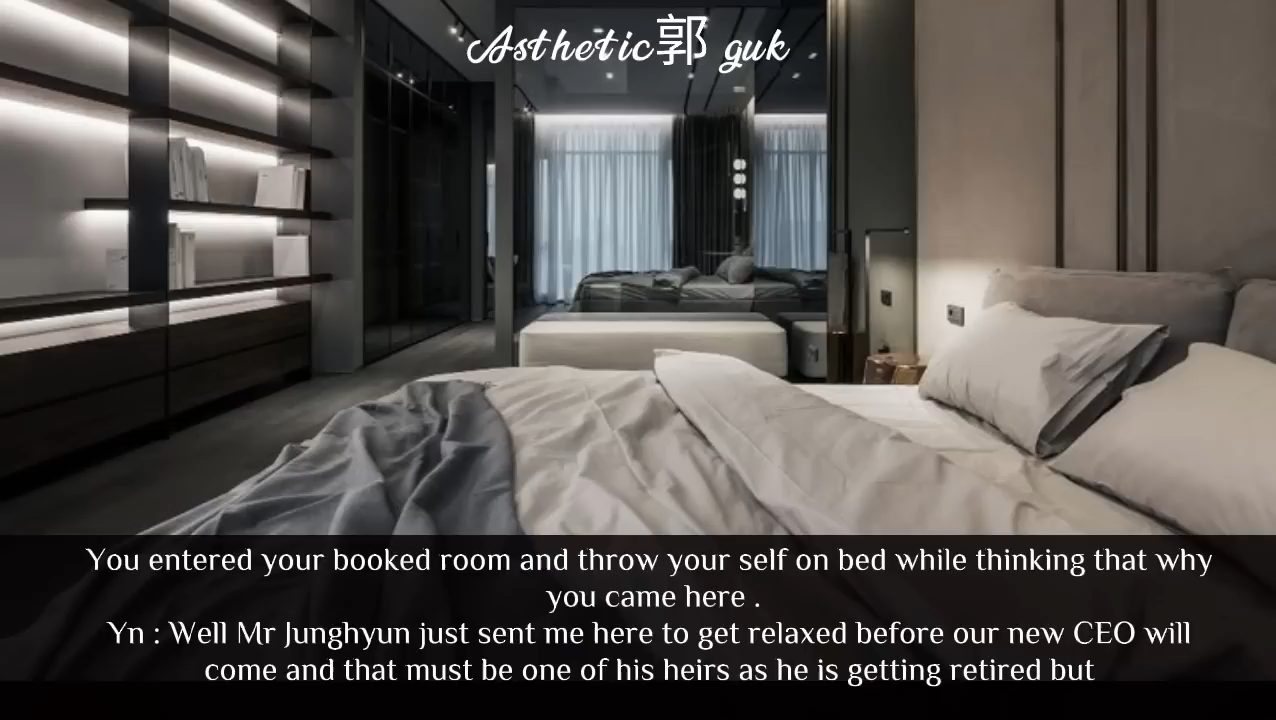 Asthetic郭 guk
You entered your booked room and throw your self on bed while thinking that why
you came here .
Yn : Well Mr Junghyun just sent me here to get relaxed before our new CEO will
come and that must be one of his heirs as he is getting retired but